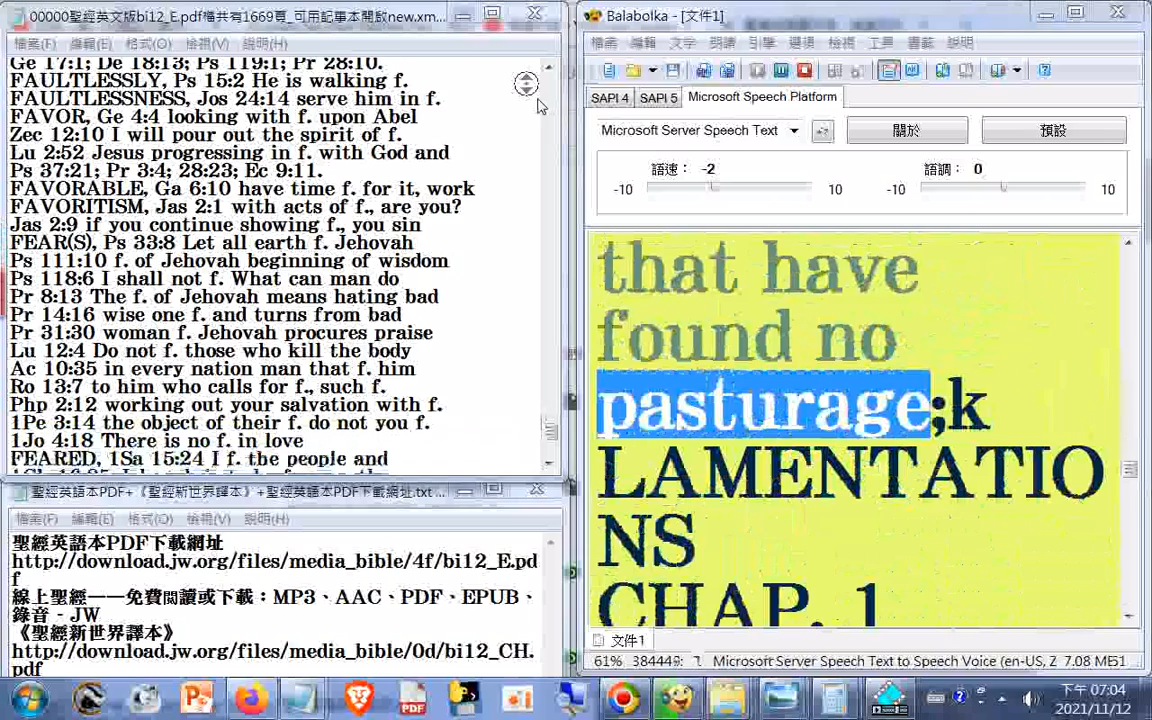 00000聖經英文版bi12_E.pdf檔共有1669頁_可用記事本開啟new.xm...
檔案(F) 編輯(E) 格式(O) 檢視(V) 說明(H)
Ge 17:1; De 18:13; Ps 119:1; Pr 28:10.
FAULTLESSLY, Ps 15:2 He is walking f.
FAULTLESSNESS, Jos 24:14 serve him in f.
FAVOR, Ge 4:4 looking with f. upon Abel
Zec 12:10 I will pour out the spirit of f.
Lu 2:52 Jesus progressing in f. with God and
Ps 37:21; Pr 3:4; 28:23; Ec 9:11.
FAVORABLE, Ga 6:10 have time f. for it, work
FAVORITISM, Jas 2:1 with acts of f., are you?
Jas 2:9 if you continue showing f., you sin
FEAR(S), Ps 33:8 Let all earth f. Jehovah
Ps 111:10 f. of Jehovah beginning of wisdom
Ps 118:6 I shall not f. What can man do
Pr 8:13 The f. of Jehovah means hating bad
Pr 14:16 wise one f. and turns from bad
Pr 31:30 woman f. Jehovah procures praise
Lu 12:4 Do not f. those who kill the body
Ac 10:35 in every nation man that f. him
Ro 13:7 to him who calls for f., such f.
Php 2:12 working out your salvation with f.
1Pe 3:14 the object of their f. do not you f.
1Jo 4:18 There is no f. in love
FEARED, 1Sa 15:24 I f. the people and
聖經英語本PDF+《聖經新世界譯本》+聖經英語本PDF下載網址.txt ...
檔案(F) 編輯(E) 格式(O) 檢視(V) 說明(H)
聖經英語本PDF下載網址
http://download.jw.org/files/media_bible/4f/bi12_E.pd
f
線上聖經——免費閱讀或下載：MP3、AAC、PDF、EPUB、
錄音 - JW
《聖經新世界譯本》
http://download.jw.org/files/media_bible/0d/bi12_CH.
pdf
Balabolka - [文件1]
檔案 編輯 文字 朗讀 引擎 選項 檢視 工具 書籤 說明
SAPI 4 SAPI 5 Microsoft Speech Platform
Microsoft Server Speech Text
關於 預設
語速： -2 語調： 0
-10 10 -10 10
that have
found no
pasturage;k
LAMENTATIO
NS
CHAP. 1
文件1
61% Microsoft Server Speech Text to Speech Voice (en-US, Z 7.08 ME51
PDF
下午 07:04
2021/11/12